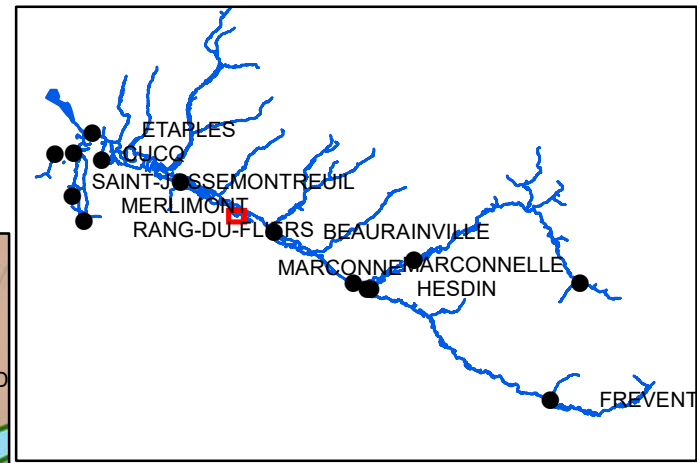 ETAPLES
CUCQ
SAINT-JOSSE
MONTREUIL
MERLIMONT
RANG-DU-FLIERS
BEAURAINVILLE
MARCONNE
MARCONNELLE
HESDIN
FREVENT